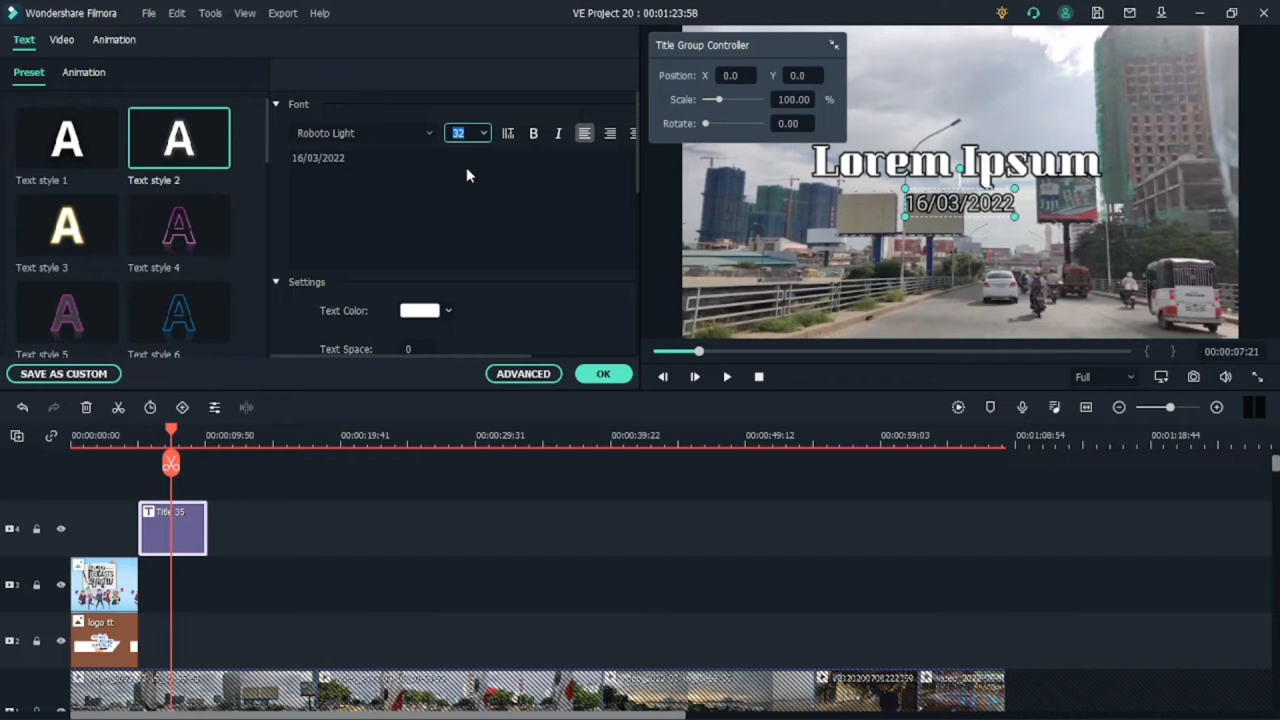 Wondershare Filmora File Edit Tools View Export Help VE Project 20 : 00:01:23:58
Text Video Animation
Preset Animation
A Text style 1
A Text style 2
A Text style 3
A Text style 4
A Text style 5
A Text style 6
Font
Roboto Light 32 B I
16/03/2022
Settings
Text Color:
Text Space: 0
SAVE AS CUSTOM ADVANCED OK
Title Group Controller
Position: X 0.0 Y 0.0
Scale: 100.00 %
Rotate: 0.00
Lorem Ipsum
16/03/2022
00:00:07:21
Full
00:00:00:00 00:00:09:50 00:00:19:41 00:00:29:31 00:00:39:22 00:00:49:12 00:00:59:03 00:01:08:54 00:01:18:44
4 T Title 35
3
2 logo tt
1